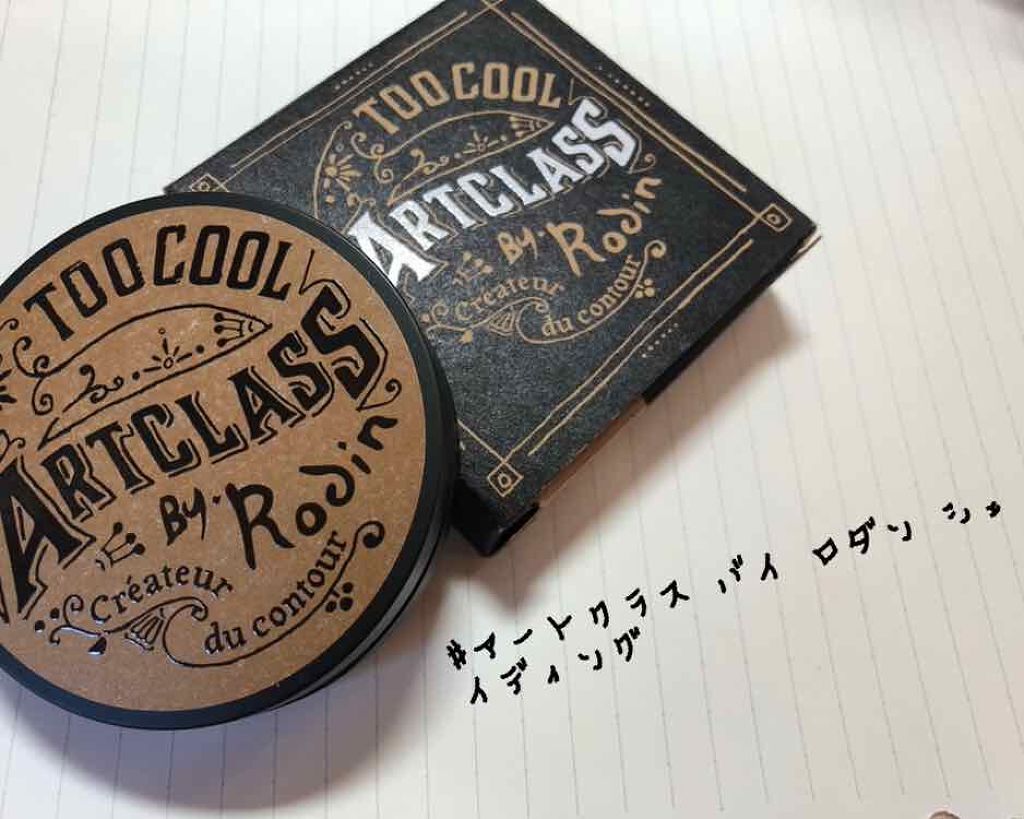 TOO COOL
ARTCLASS
By. Rodin
Créateur
du contour
TOO COOL
ARTCLASS
By. Rodin
Créateur
du contour
#アートクラス バイ ロダン シェ
イディング